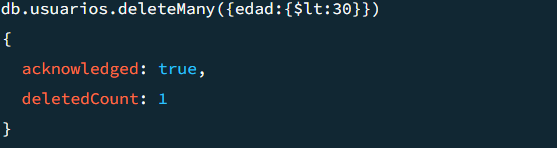 db.usuarios.deleteMany({edad:{$lt:30}})
{
acknowledged: true,
deletedCount: 1
}